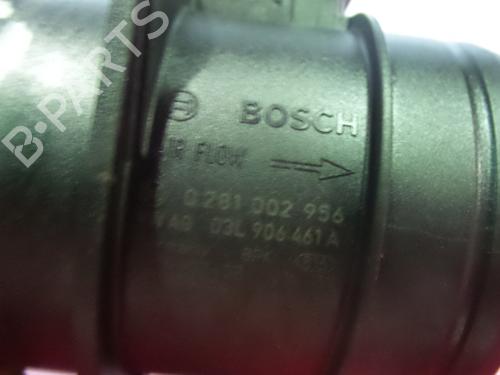 B-PARTS
BOSCH
AIR FLOW
0 281 002 956
VAG 03L 906 461 A